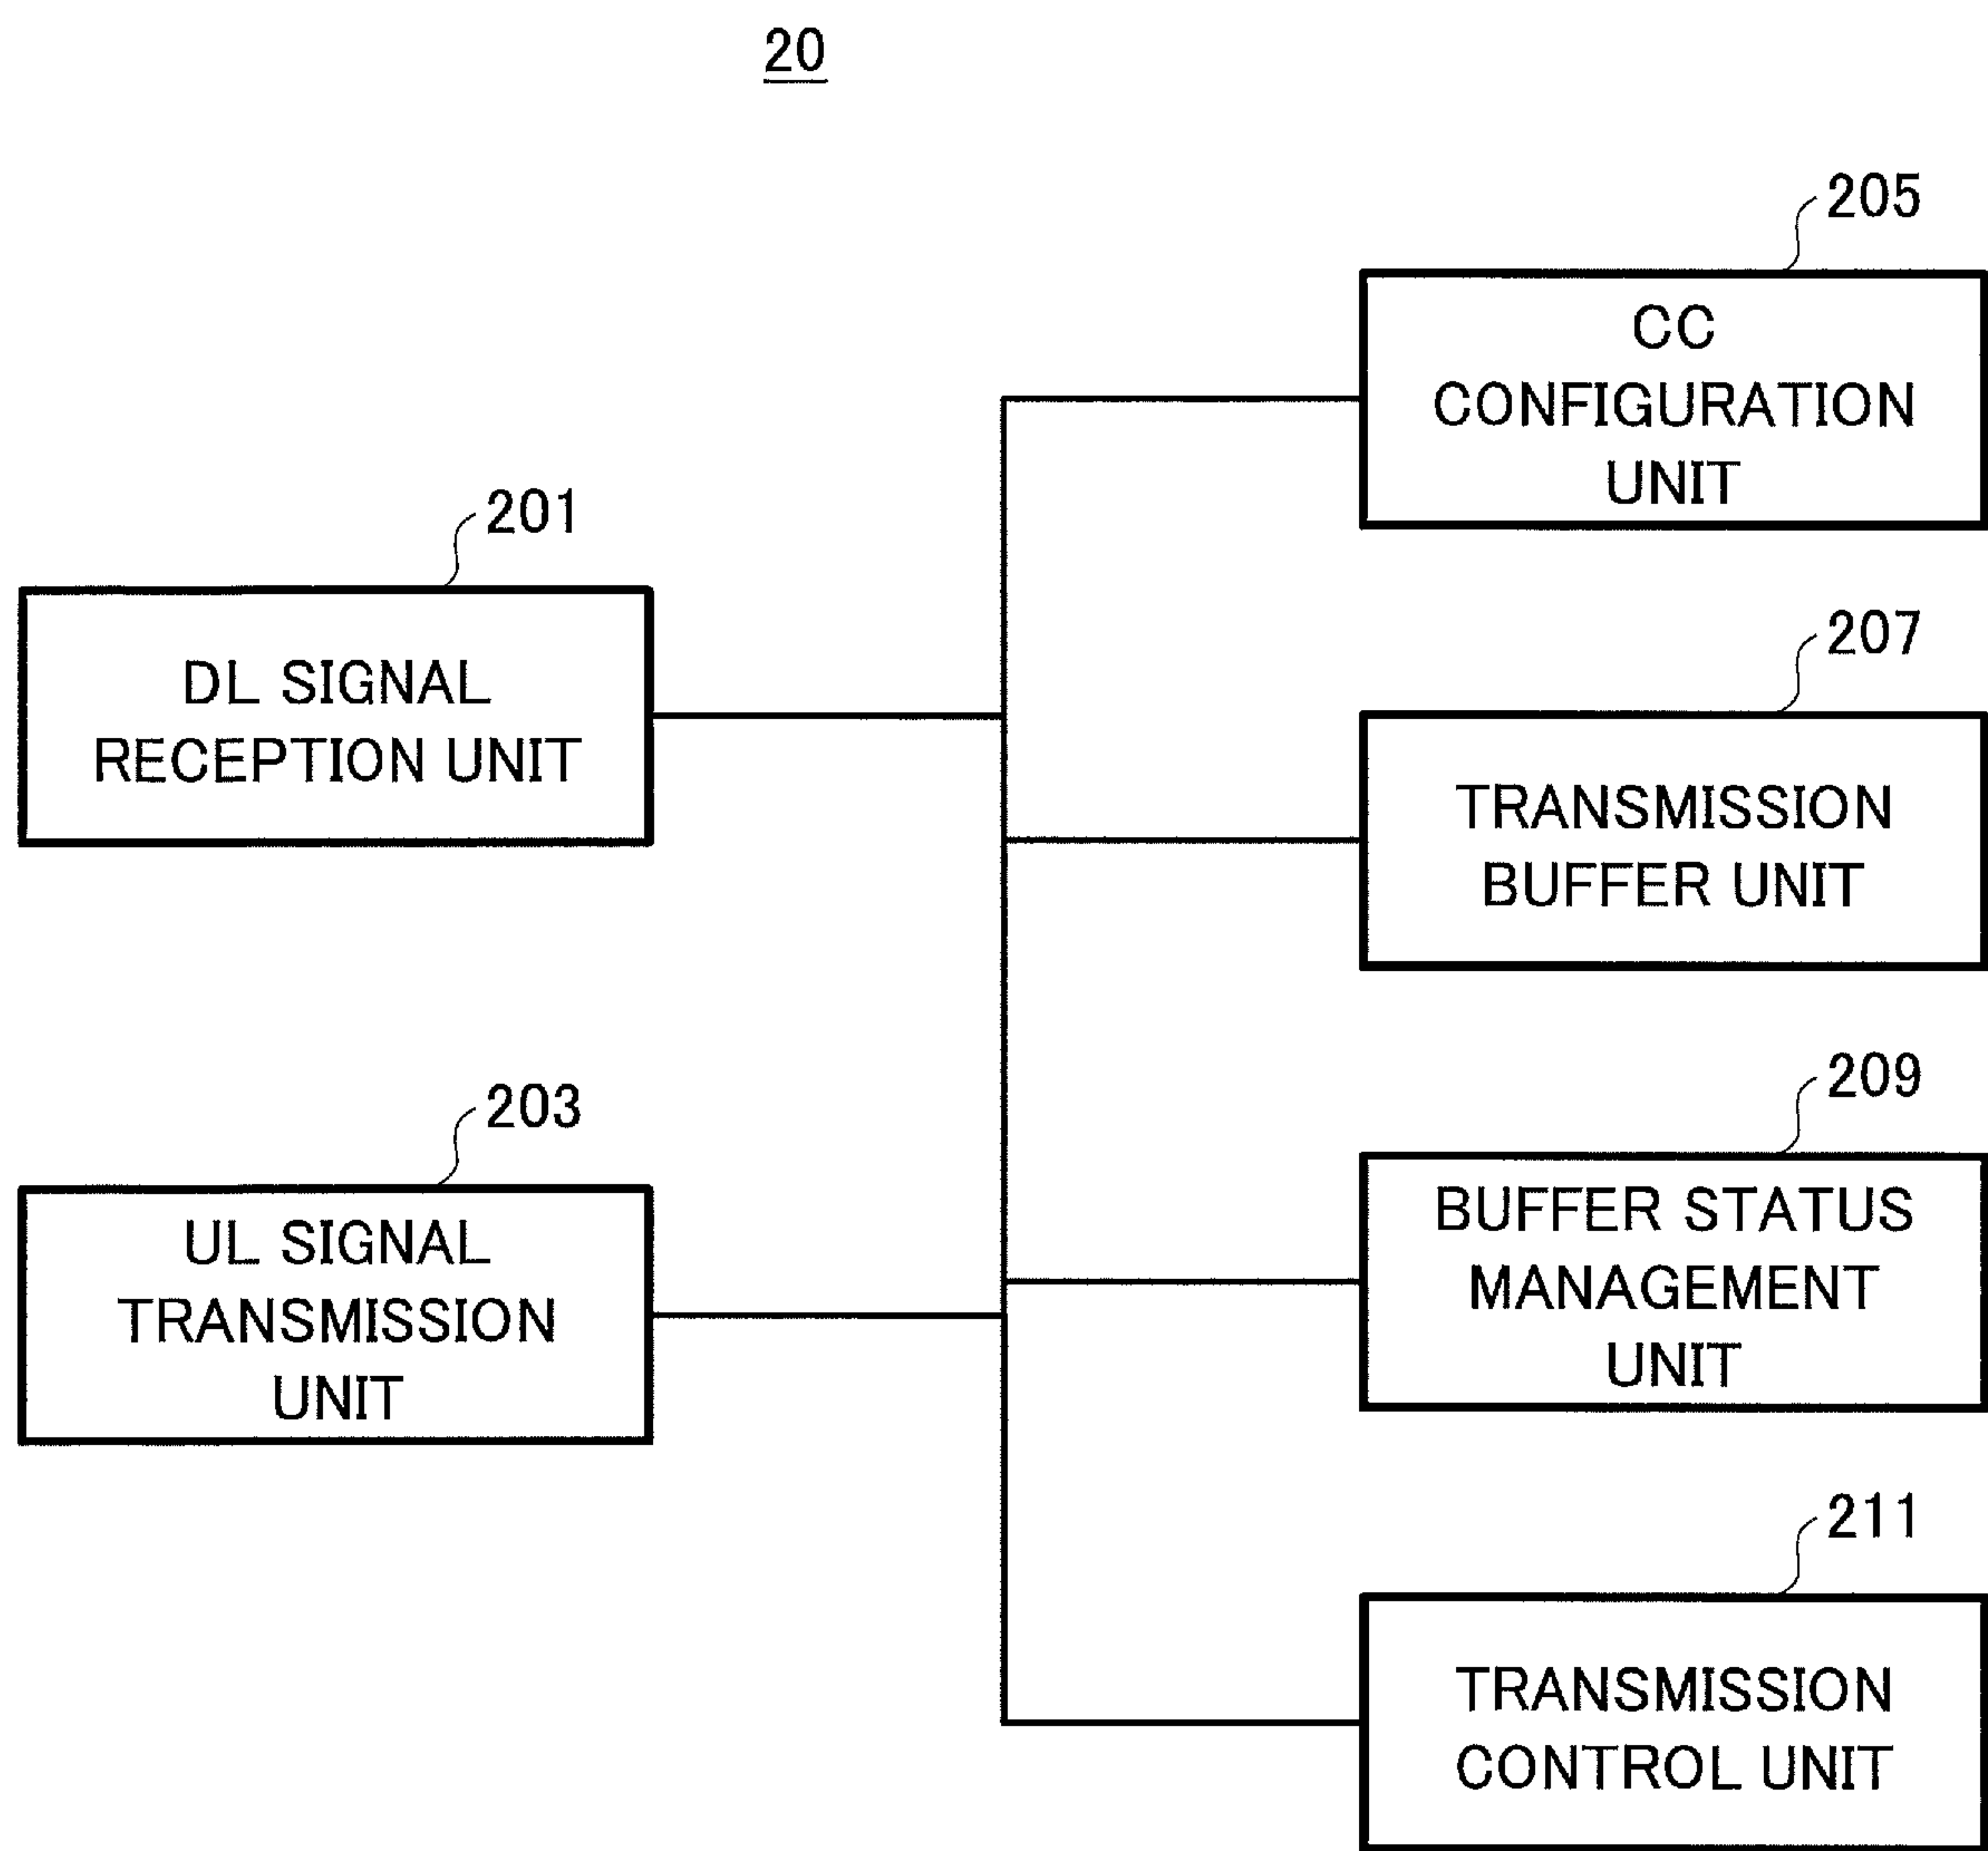 20
205
CC
CONFIGURATION
UNIT
201
DL SIGNAL
RECEPTION UNIT
207
TRANSMISSION
BUFFER UNIT
203
UL SIGNAL
TRANSMISSION
UNIT
209
BUFFER STATUS
MANAGEMENT
UNIT
211
TRANSMISSION
CONTROL UNIT